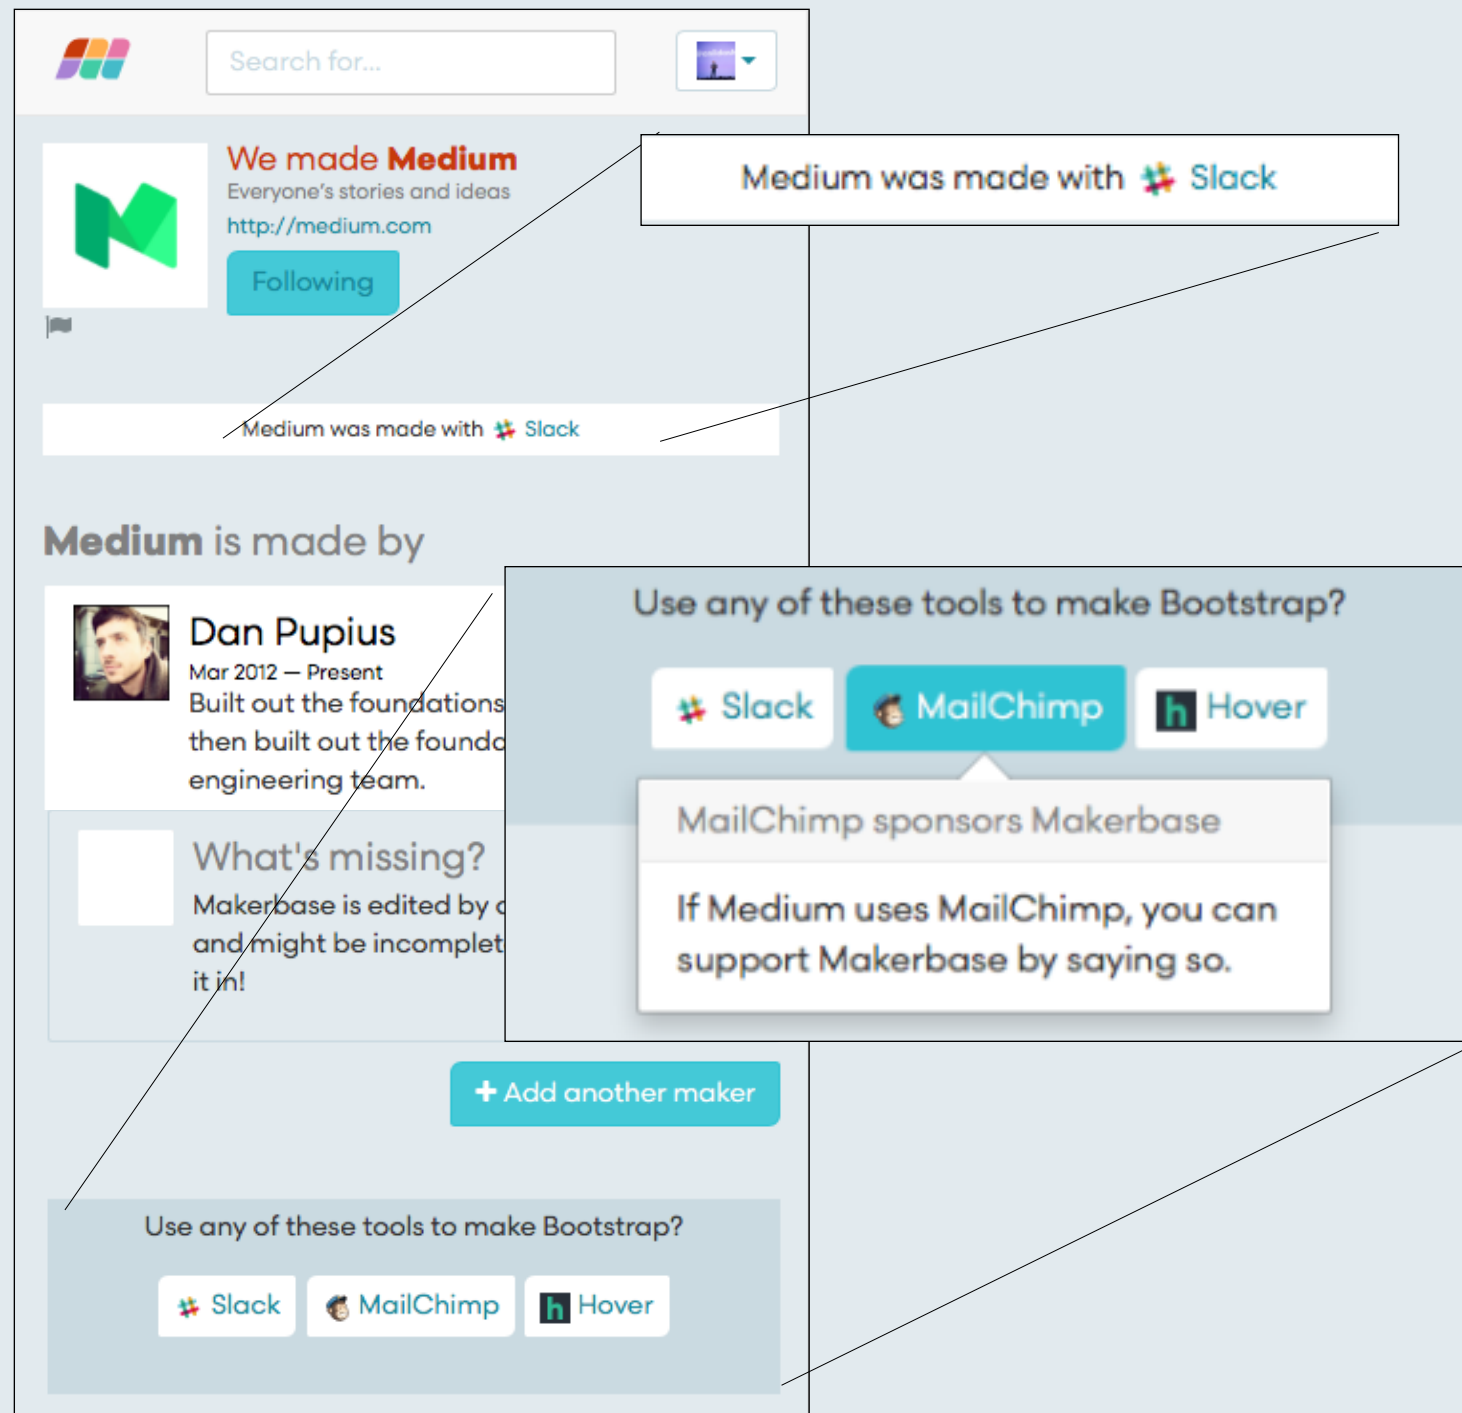 Search for...
We made Medium
Everyone's stories and ideas
http://medium.com
Following
Medium was made with Slack
Medium was made with Slack
Medium is made by
Dan Pupius
Mar 2012 — Present
Built out the foundations
then built out the founda
engineering team.
What's missing?
Makerbase is edited by
and might be incomplet
it in!
Use any of these tools to make Bootstrap?
Slack MailChimp Hover
MailChimp sponsors Makerbase
If Medium uses MailChimp, you can
support Makerbase by saying so.
+ Add another maker
Use any of these tools to make Bootstrap?
Slack MailChimp Hover